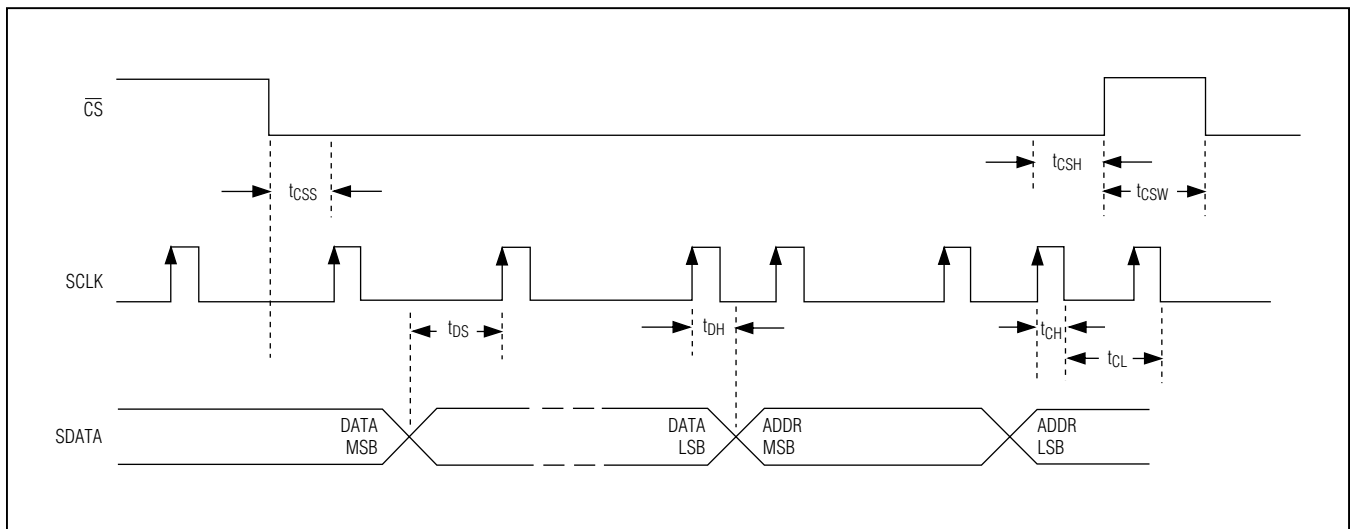 CS
tCSS
tCSH
tCSW
SCLK
tDS
tDH
tCH
tCL
SDATA
DATA
MSB
DATA
LSB
ADDR
MSB
ADDR
LSB